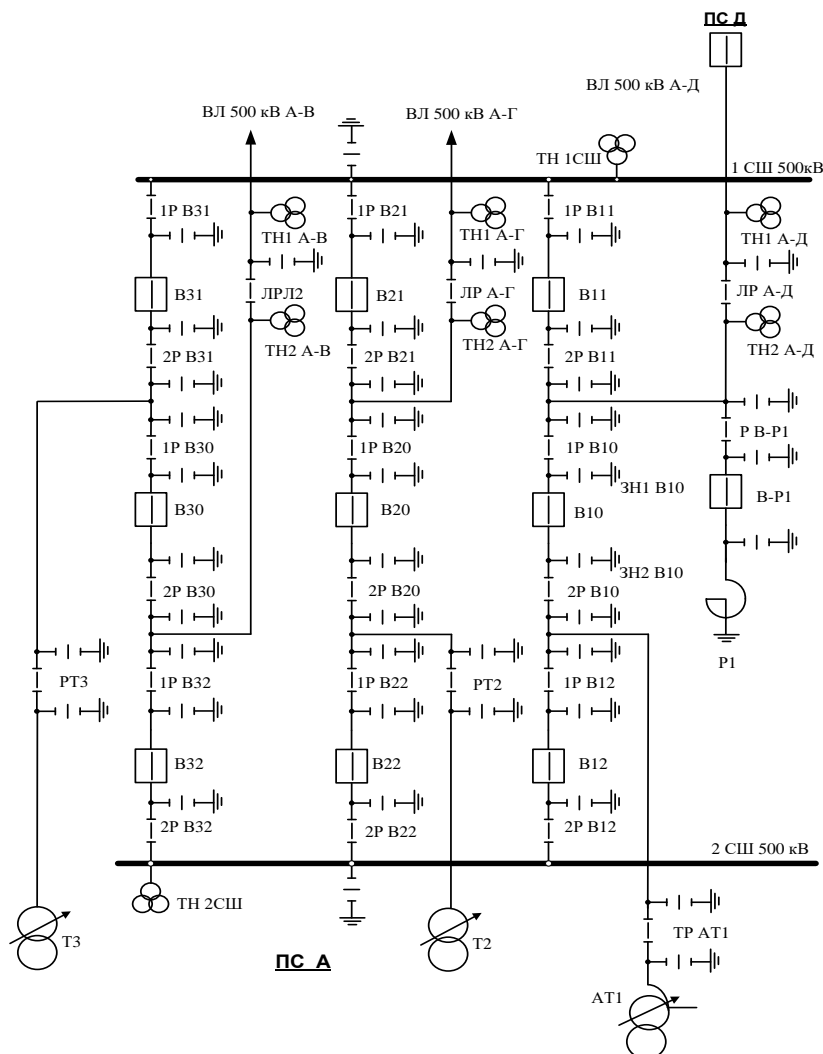 ПС Д
ВЛ 500 кВ А-Д
ВЛ 500 кВ А-В
ВЛ 500 кВ А-Г
ТН 1СШ
1 СШ 500кВ
1Р В31
ТН1 А-В
1Р В21
ТН1 А-Г
1Р В11
ТН1 А-Д
В31
ЛРЛ2
В21
ЛР А-Г
В11
ЛР А-Д
2Р В31
ТН2 А-В
2Р В21
ТН2 А-Г
2Р В11
ТН2 А-Д
1Р В30
1Р В20
1Р В10
Р В-Р1
ЗН1 В10
В30
В20
В10
В-Р1
ЗН2 В10
2Р В30
2Р В20
2Р В10
Р1
РТ3
1Р В32
1Р В22
РТ2
1Р В12
В32
В22
В12
2Р В32
2Р В22
2Р В12
2 СШ 500 кВ
ТН 2СШ
Т3
Т2
ТР АТ1
ПС А
АТ1